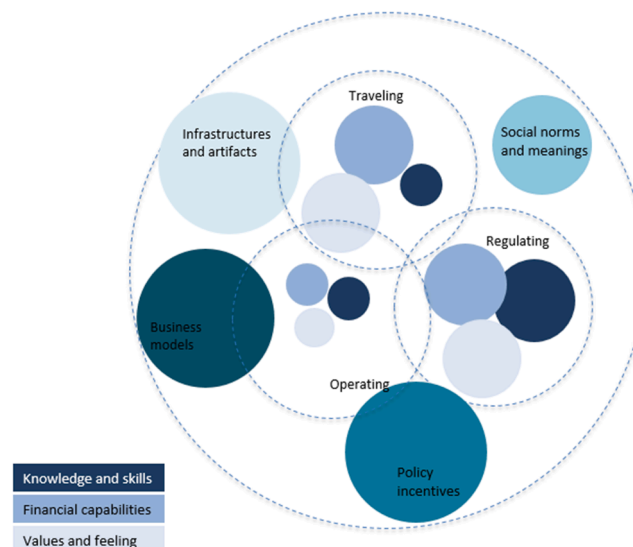 Traveling
Infrastructures
and artifacts
Social norms
and meanings
Regulating
Business
models
Operating
Policy
incentives
Knowledge and skills
Financial capabilities
Values and feeling